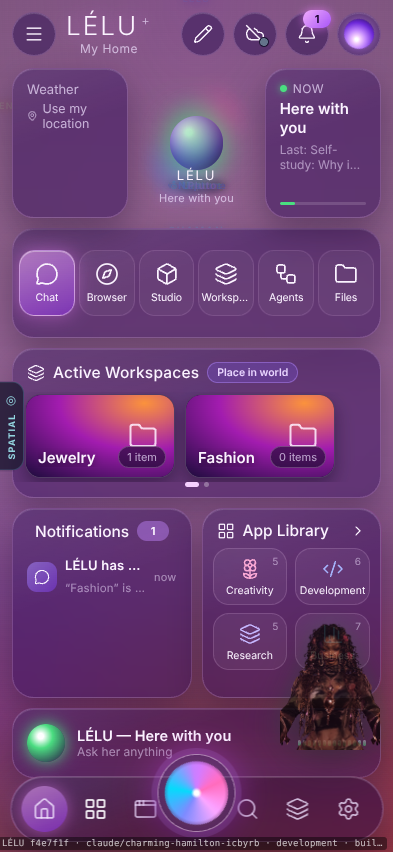 LÉLU +
My Home
1
Weather
Use my
location
LÉLU
Here with you
NOW
Here with
you
Last: Self-
study: Why i...
Chat
Browser
Studio
Worksp...
Agents
Files
Active Workspaces
Place in world
SPATIAL
Jewelry
1 item
Fashion
0 items
Notifications
1
LÉLU has ...
"Fashion" is ...
now
App Library
5
Creativity
6
Development
5
Research
7
LÉLU — Here with you
Ask her anything
LÉLU f4e7f1f · claude/charming-hamilton-icbyrb · development · buil…